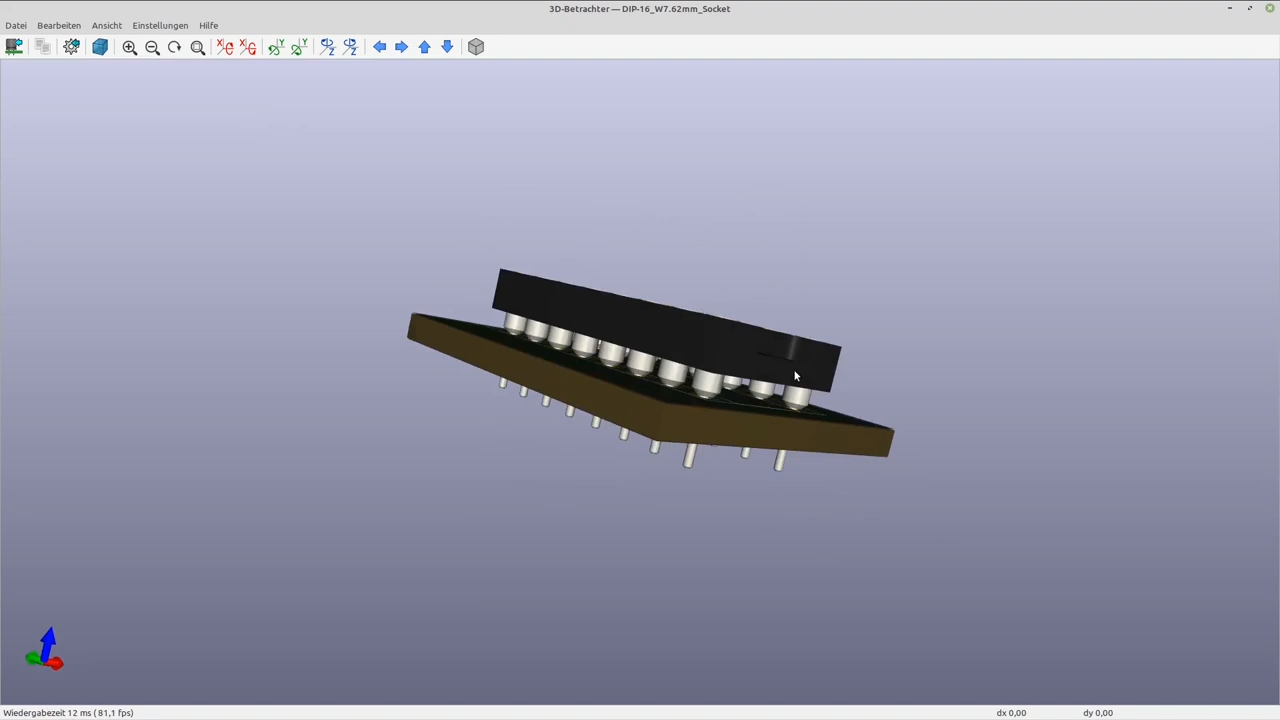 3D-Betrachter — DIP-16_W7.62mm_Socket
Datei Bearbeiten Ansicht Einstellungen Hilfe
X X Y Y Z Z
Wiedergabezeit 12 ms ( 81,1 fps) dx 0,00 dy 0,00